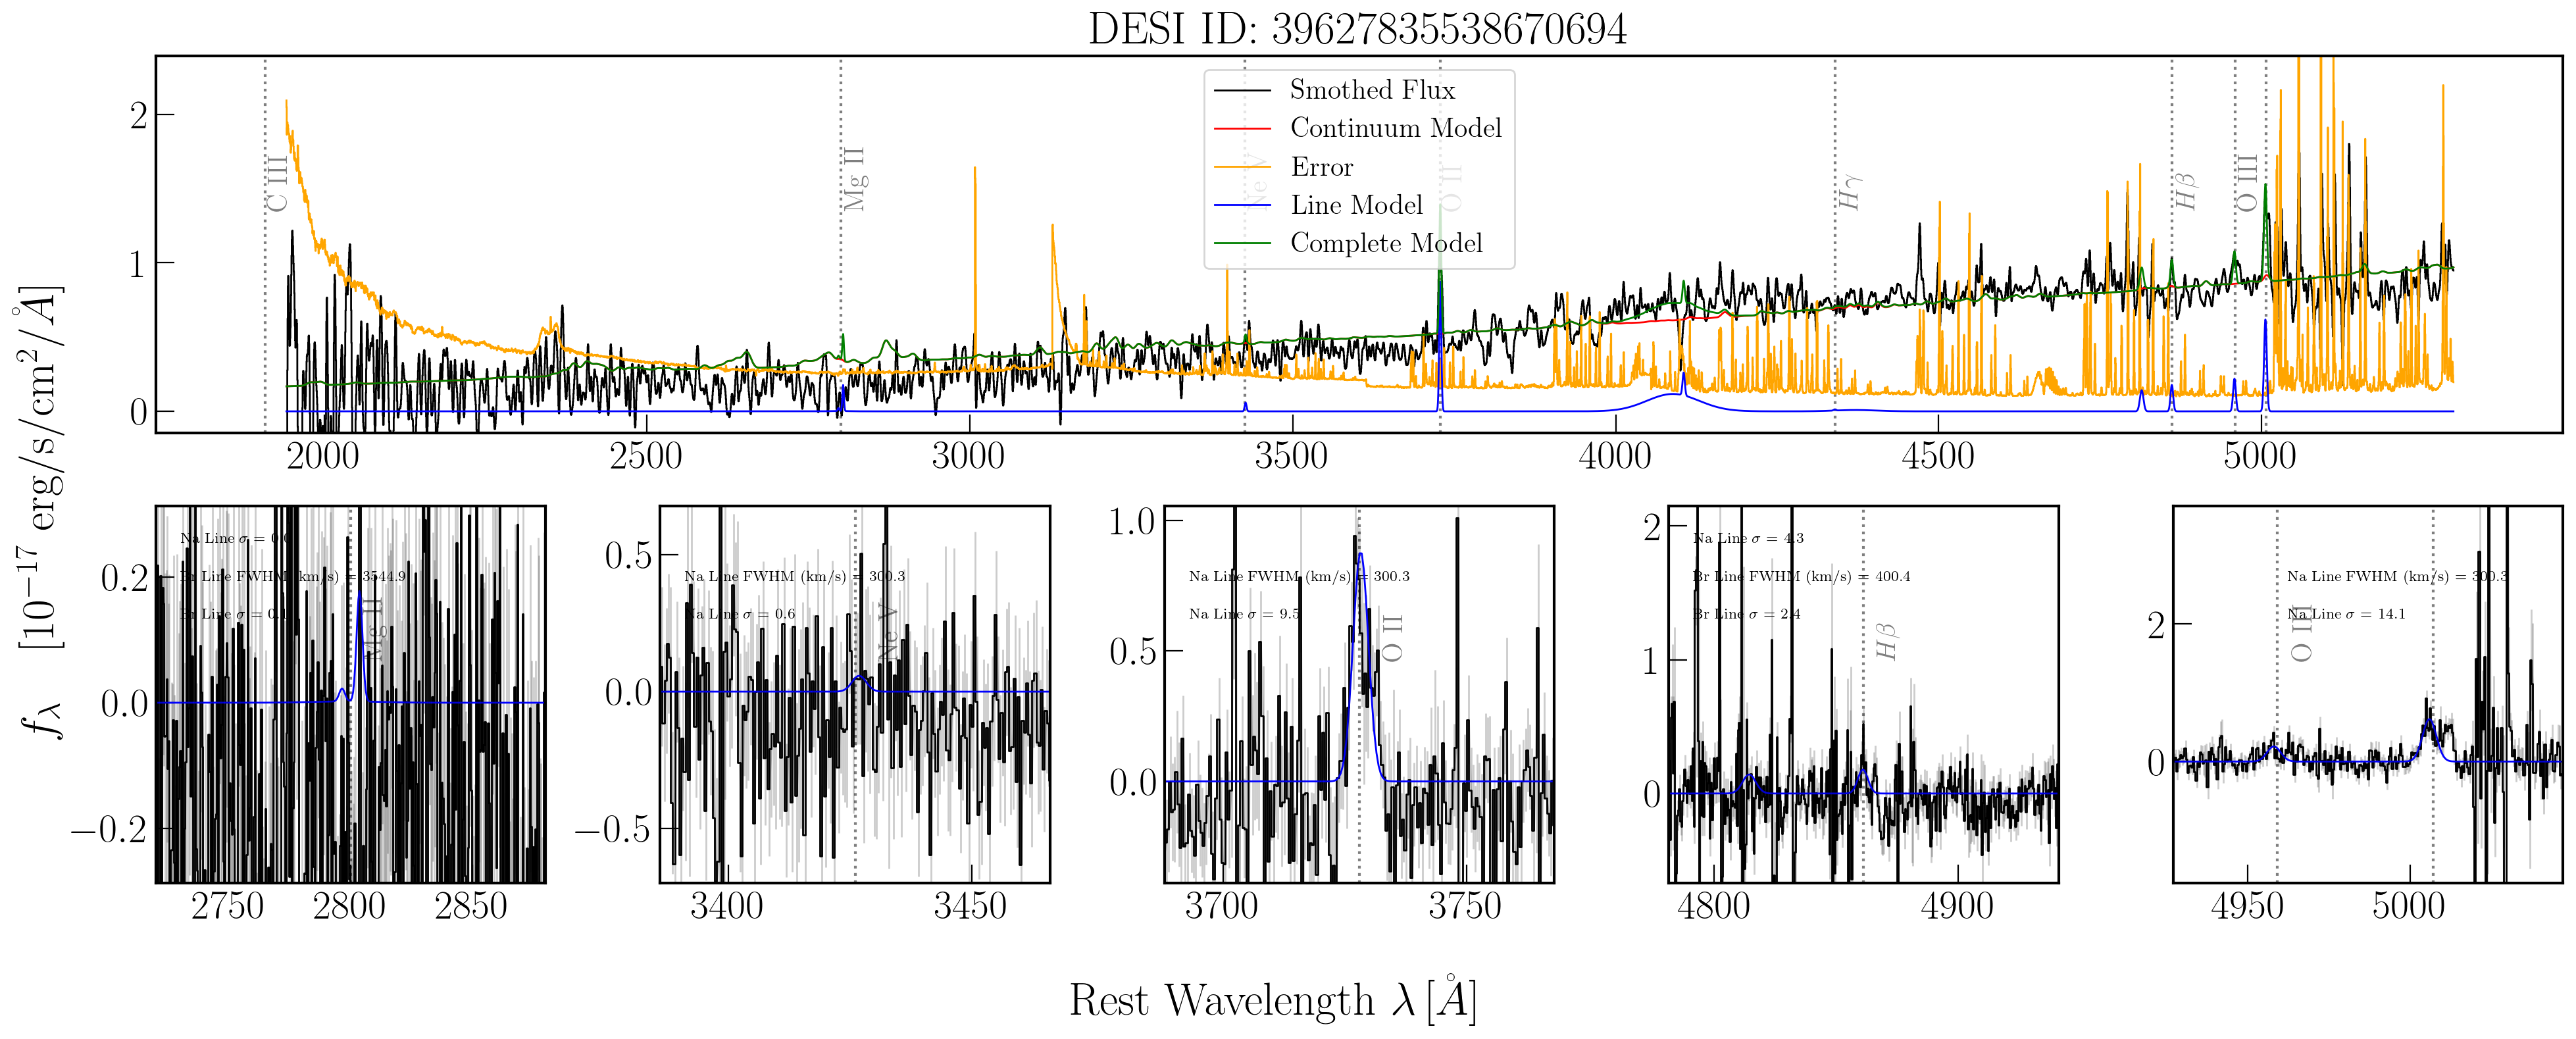 DESI ID: 39627835538670694
Smothed Flux
Continuum Model
Error
Line Model
Complete Model
C III
Mg II
Ne V
O II
Hγ
Hβ
O III
2
1
0
2000 2500 3000 3500 4000 4500 5000
f_λ [10⁻¹⁷ erg/s/cm²/Å]
Na Line σ = 0.0
Br Line FWHM (km/s) = 3544.9
Br Line σ = 0.1
Mg II
0.2
0.0
−0.2
2750 2800 2850
Na Line FWHM (km/s) = 300.3
Na Line σ = 0.6
Ne V
0.5
0.0
−0.5
3400 3450
Na Line FWHM (km/s) = 300.3
Na Line σ = 9.5
O II
1.0
0.5
0.0
3700 3750
Na Line σ = 4.3
Br Line FWHM (km/s) = 400.4
Br Line σ = 2.4
Hβ
2
1
0
4800 4900
Na Line FWHM (km/s) = 300.3
Na Line σ = 14.1
O III
2
0
4950 5000
Rest Wavelength λ [Å]